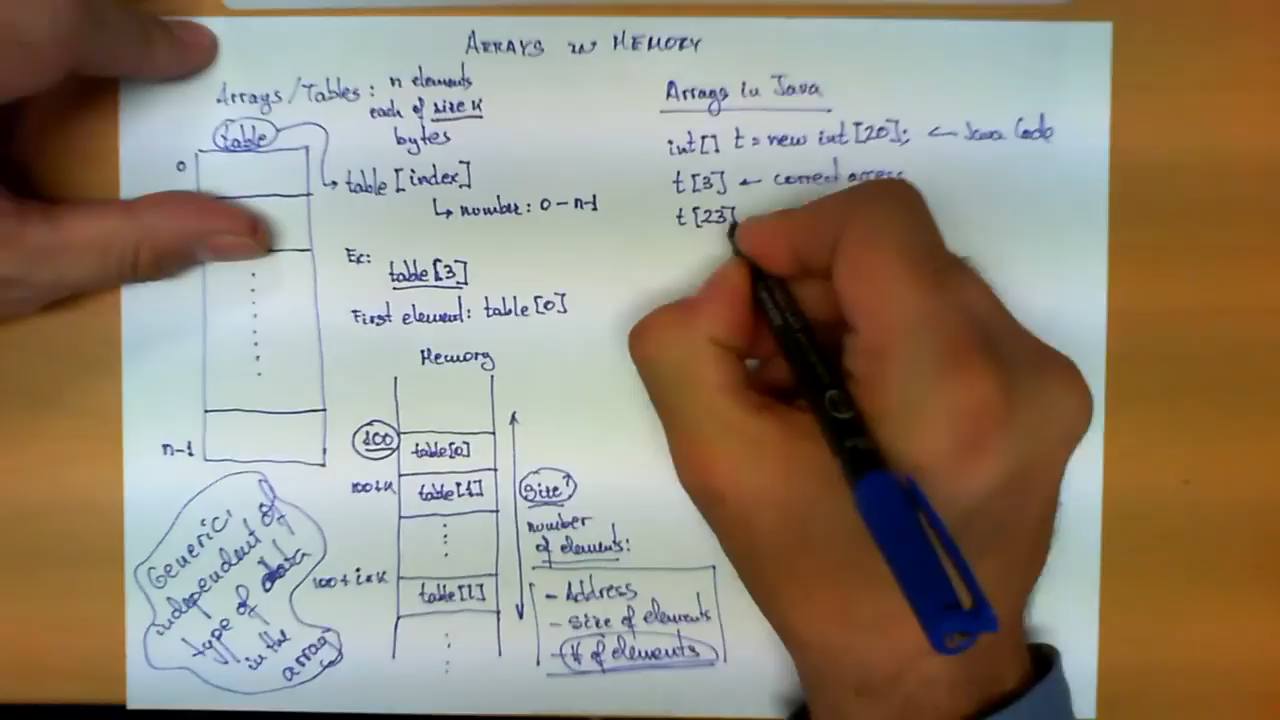 ARRAYS IN MEMORY
Arrays/Tables: n elements
each of size k
bytes
table
0
table[index]
↳ number: 0-n-1
Ex:
table[3]
First element: table[0]
n-1
Memory
100
table[0]
100+k
table[1]
100+i*k
table[i]
Size?
number
of elements:
- Address
- size of elements
- # of elements
Generic:
independent of
type of data
in the
array
Arrays in Java
int[] t = new int[20]; ← Java Code
t[3] ← correct access
t[23]